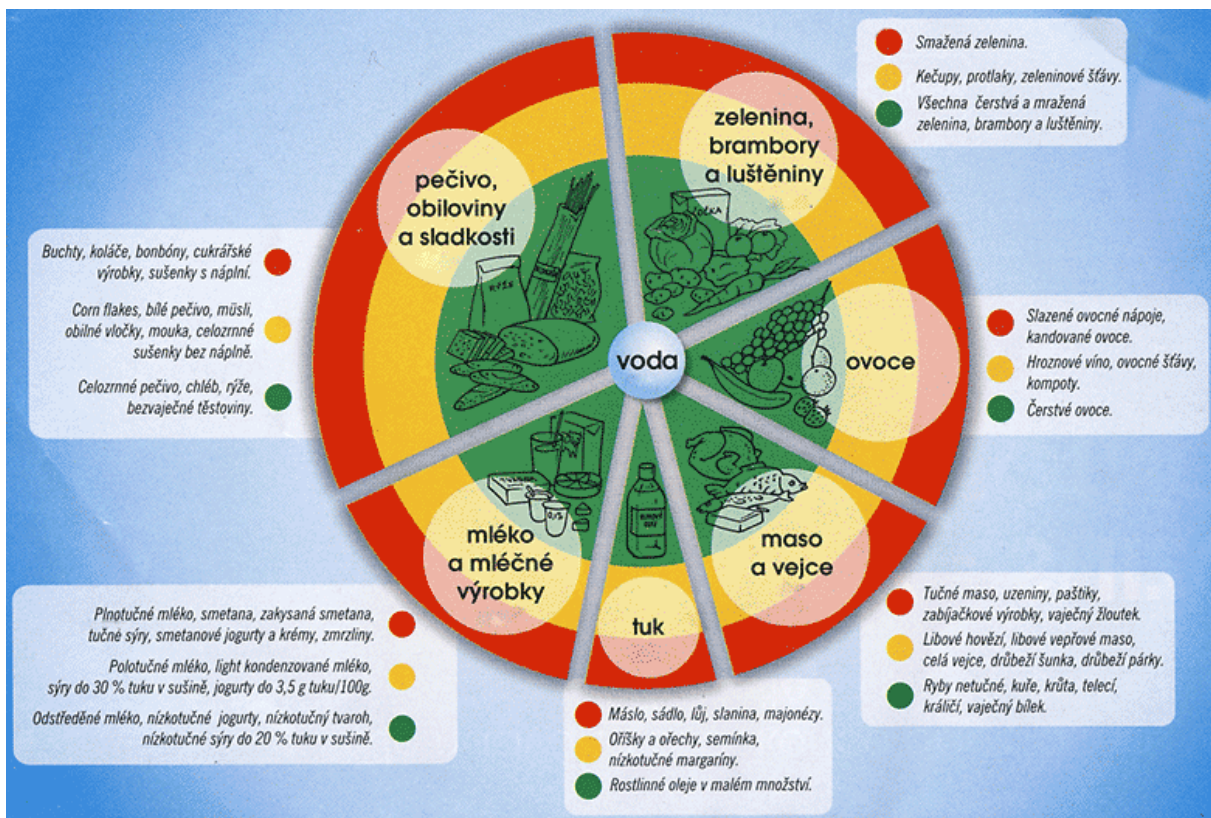 Smažená zelenina.
Kečupy, protlaky, zeleninové šťávy.
Všechna čerstvá a mražená
zelenina, brambory a luštěniny.
zelenina,
brambory
a luštěniny
pečivo,
obiloviny
a sladkosti
Buchty, koláče, bonbóny, cukrářské
výrobky, sušenky s náplní.
Corn flakes, bílé pečivo, müsli,
obilné vločky, mouka, celozrnné
sušenky bez náplně.
Celozrnné pečivo, chléb, rýže,
bezvaječné těstoviny.
voda
ovoce
Slazené ovocné nápoje,
kandované ovoce.
Hroznové víno, ovocné šťávy,
kompoty.
Čerstvé ovoce.
mléko
a mléčné
výrobky
tuk
maso
a vejce
Plnotučné mléko, smetana, zakysaná smetana,
tučné sýry, smetanové jogurty a krémy, zmrzliny.
Polotučné mléko, light kondenzované mléko,
sýry do 30 % tuku v sušině, jogurty do 3,5 g tuku/100g.
Odstředěné mléko, nízkotučné jogurty, nízkotučný tvaroh,
nízkotučné sýry do 20 % tuku v sušině.
Máslo, sádlo, lůj, slanina, majonézy.
Oříšky a ořechy, semínka,
nízkotučné margaríny.
Rostlinné oleje v malém množství.
Tučné maso, uzeniny, paštiky,
zabíjačkové výrobky, vaječný žloutek.
Libové hovězí, libové vepřové maso,
celá vejce, drůbeží šunka, drůbeží párky.
Ryby netučné, kuře, krůta, telecí,
králičí, vaječný bílek.